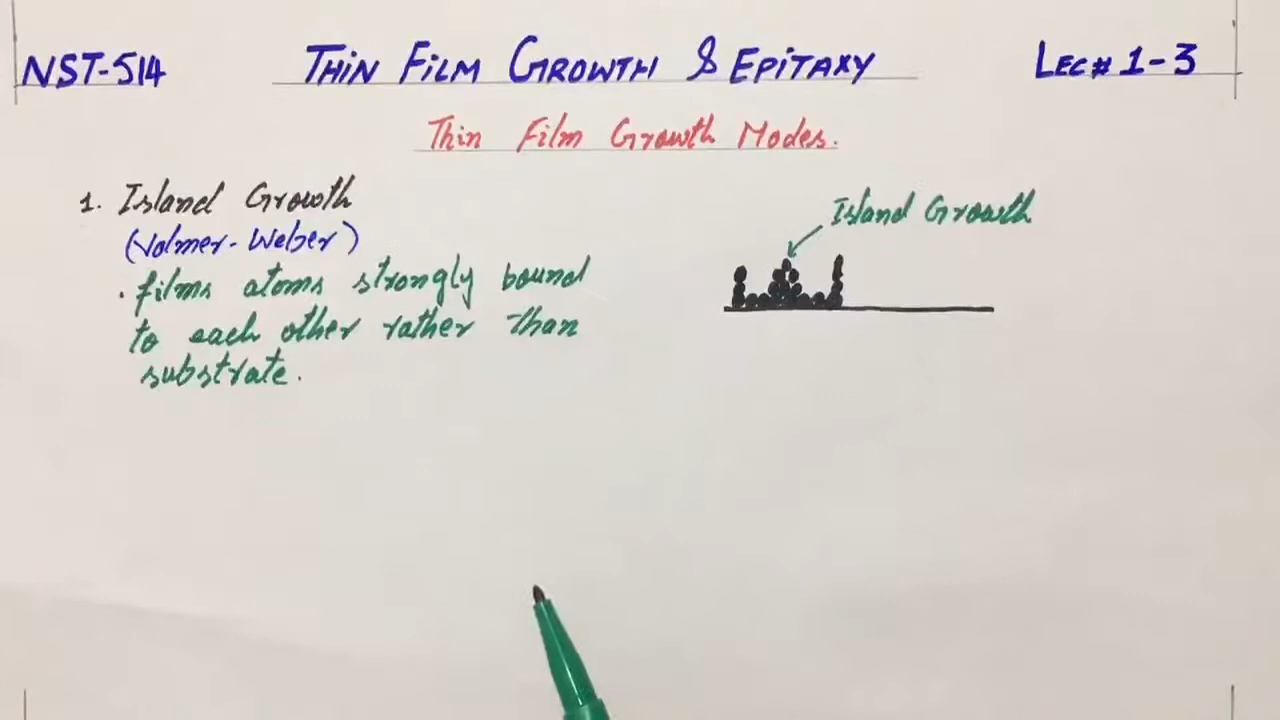 NST-514
THIN FILM GROWTH & EPITAXY
LEC# 1-3
Thin Film Growth Modes.
1. Island Growth
(Volmer-Weber)
. films atoms strongly bound
to each other rather than
substrate.
Island Growth